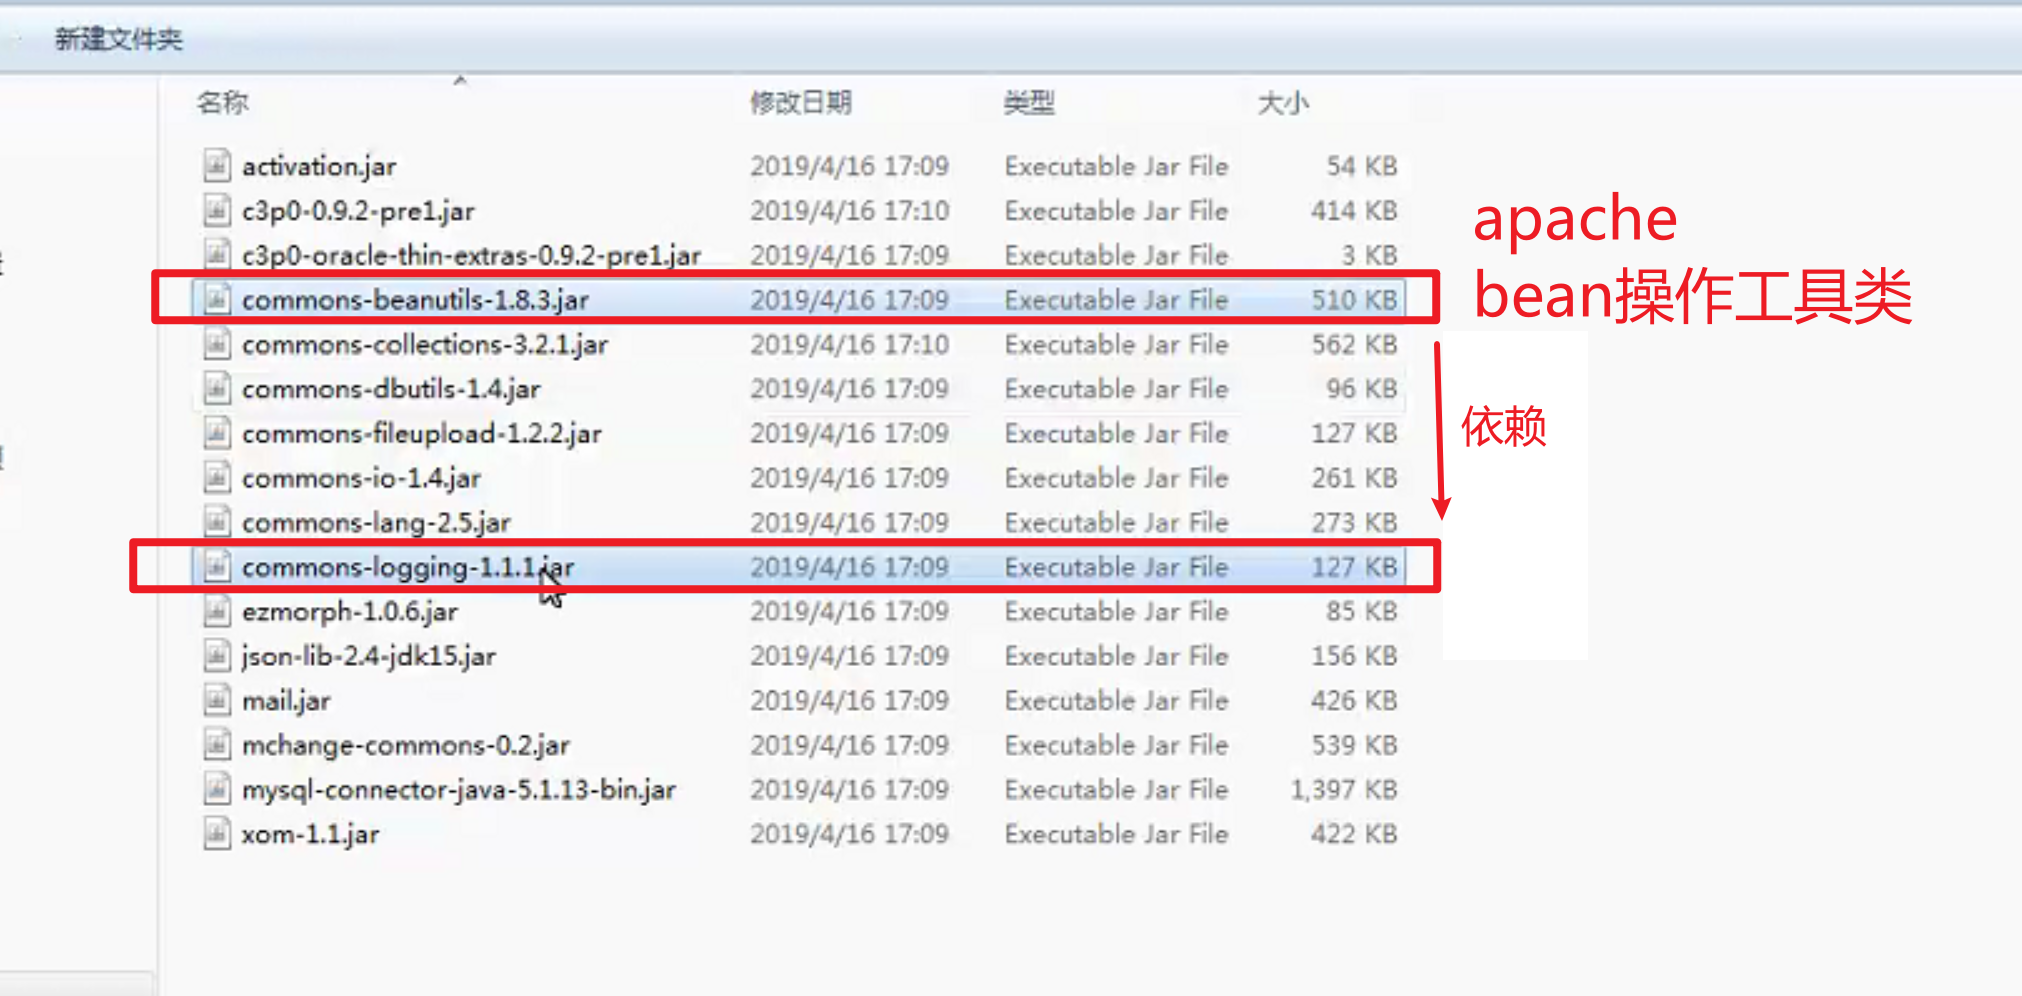 新建文件夹
名称 修改日期 类型 大小
activation.jar 2019/4/16 17:09 Executable Jar File 54 KB
c3p0-0.9.2-pre1.jar 2019/4/16 17:10 Executable Jar File 414 KB
c3p0-oracle-thin-extras-0.9.2-pre1.jar 2019/4/16 17:09 Executable Jar File 3 KB
commons-beanutils-1.8.3.jar 2019/4/16 17:09 Executable Jar File 510 KB
commons-collections-3.2.1.jar 2019/4/16 17:10 Executable Jar File 562 KB
commons-dbutils-1.4.jar 2019/4/16 17:09 Executable Jar File 96 KB
commons-fileupload-1.2.2.jar 2019/4/16 17:09 Executable Jar File 127 KB
commons-io-1.4.jar 2019/4/16 17:09 Executable Jar File 261 KB
commons-lang-2.5.jar 2019/4/16 17:09 Executable Jar File 273 KB
commons-logging-1.1.1.jar 2019/4/16 17:09 Executable Jar File 127 KB
ezmorph-1.0.6.jar 2019/4/16 17:09 Executable Jar File 85 KB
json-lib-2.4-jdk15.jar 2019/4/16 17:09 Executable Jar File 156 KB
mail.jar 2019/4/16 17:09 Executable Jar File 426 KB
mchange-commons-0.2.jar 2019/4/16 17:09 Executable Jar File 539 KB
mysql-connector-java-5.1.13-bin.jar 2019/4/16 17:09 Executable Jar File 1,397 KB
xom-1.1.jar 2019/4/16 17:09 Executable Jar File 422 KB
apache
bean操作工具类
依赖